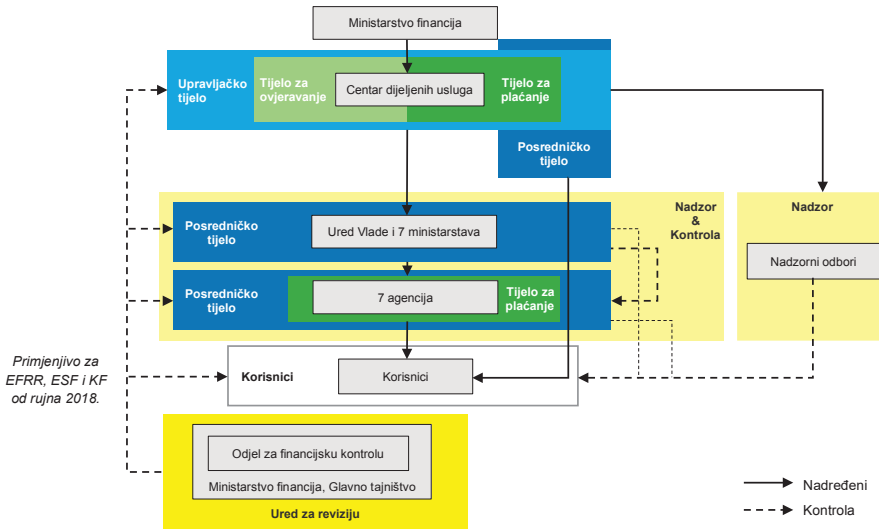 Ministarstvo financija
Upravljačko
tijelo
Tijelo za
ovjeravanje
Centar dijeljenih usluga
Tijelo za
plaćanje
Posredničko
tijelo
Nadzor
&
Kontrola
Nadzor
Posredničko
tijelo
Ured Vlade i 7 ministarstava
Nadzorni odbori
Posredničko
tijelo
7 agencija
Tijelo za
plaćanje
Primjenjivo za
EFRR, ESF i KF
od rujna 2018.
Korisnici
Korisnici
Odjel za financijsku kontrolu
Ministarstvo financija, Glavno tajništvo
Ured za reviziju
Nadređeni
Kontrola